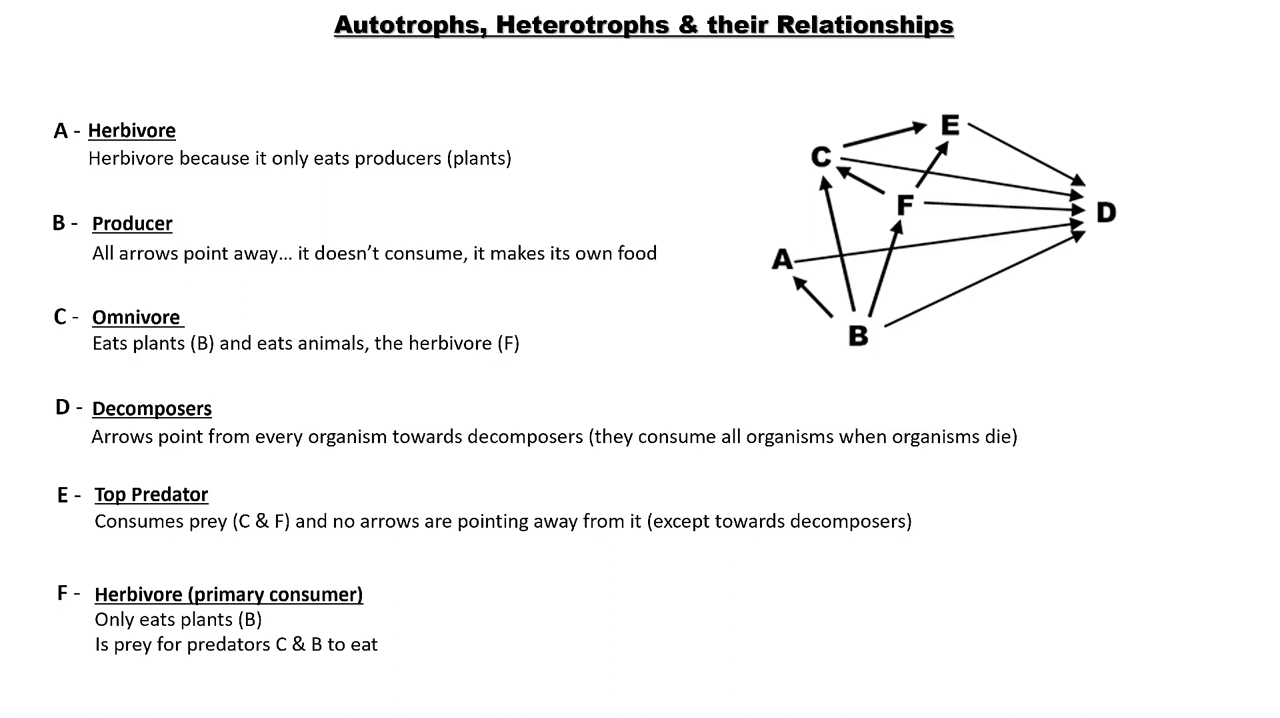 Autotrophs, Heterotrophs & their Relationships
A - Herbivore
Herbivore because it only eats producers (plants)
B - Producer
All arrows point away... it doesn’t consume, it makes its own food
C - Omnivore
Eats plants (B) and eats animals, the herbivore (F)
D - Decomposers
Arrows point from every organism towards decomposers (they consume all organisms when organisms die)
E - Top Predator
Consumes prey (C & F) and no arrows are pointing away from it (except towards decomposers)
F - Herbivore (primary consumer)
Only eats plants (B)
Is prey for predators C & B to eat
E
C
F
D
A
B